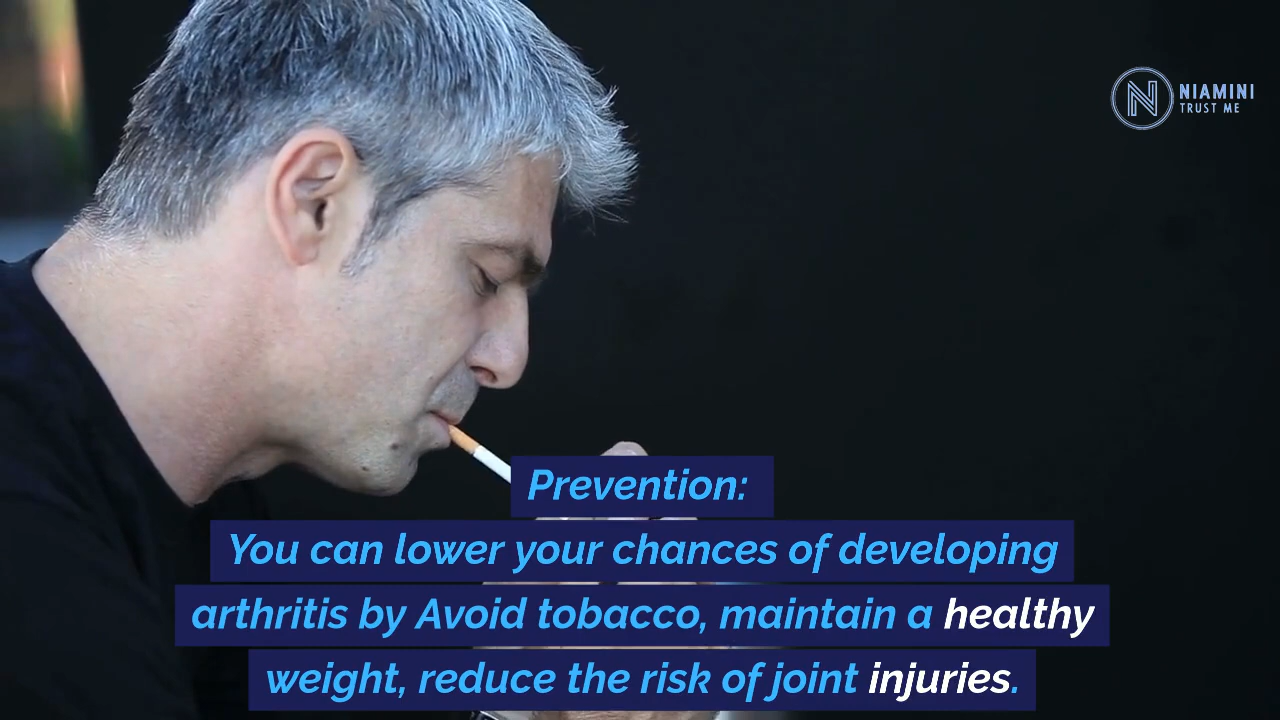 NIAMINI
TRUST ME
Prevention:
You can lower your chances of developing
arthritis by Avoid tobacco, maintain a healthy
weight, reduce the risk of joint injuries.